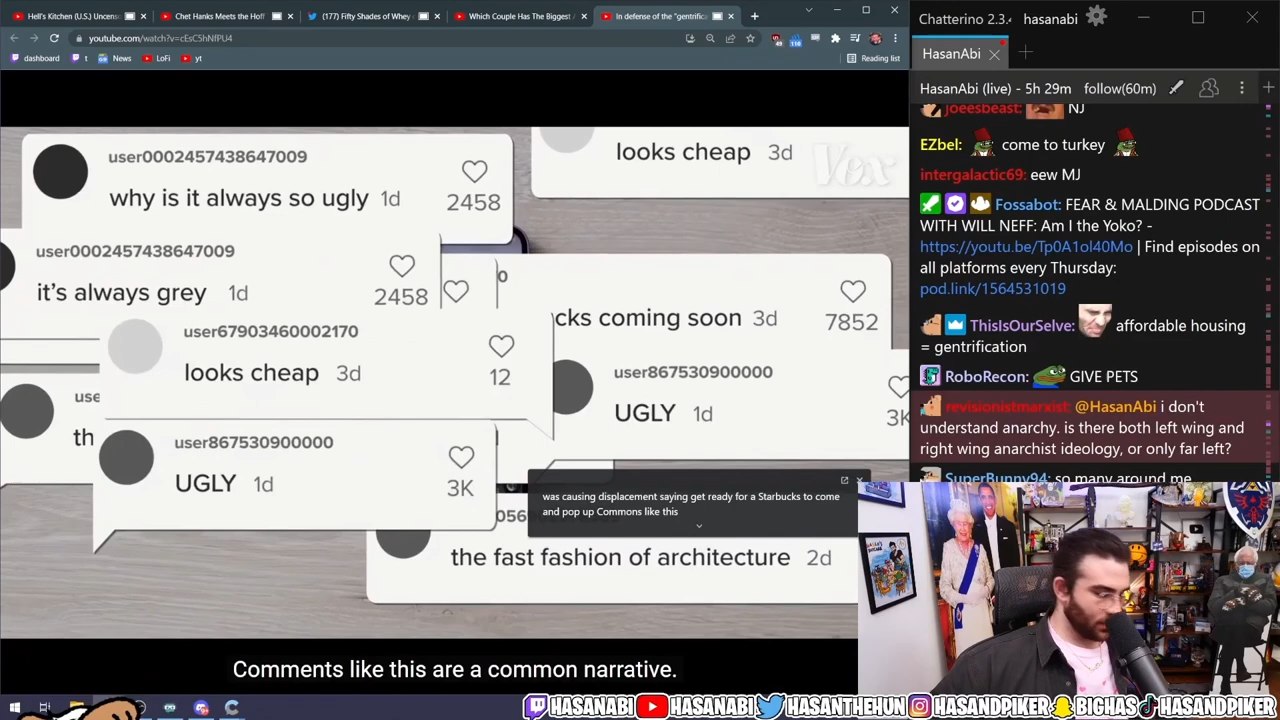 Hell's Kitchen (U.S.) Uncens
Chet Hanks Meets the Hoff
(177) Fifty Shades of Whey
Which Couple Has The Biggest
In defense of the "gentrific
youtube.com/watch?v=cEsC5hNfPU4
dashboard
t
News
LoFi
yt
Reading list
user0002457438647009
why is it always so ugly 1d
2458
looks cheap 3d
Vox
user0002457438647009
it's always grey 1d
2458
0
cks coming soon 3d
7852
user67903460002170
looks cheap 3d
12
use
th
user867530900000
UGLY 1d
3K
user867530900000
UGLY 1d
3K
was causing displacement saying get ready for a Starbucks to come
and pop up Commons like this
the fast fashion of architecture 2d
Comments like this are a common narrative.
Chatterino 2.3.
hasanabi
HasanAbi
HasanAbi (live) - 5h 29m follow(60m)
joeesbeast: NJ
EZbel: come to turkey
intergalactic69: eew MJ
Fossabot: FEAR & MALDING PODCAST
WITH WILL NEFF: Am I the Yoko? -
https://youtu.be/Tp0A1ol40Mo | Find episodes on
all platforms every Thursday:
pod.link/1564531019
ThisIsOurSelve: affordable housing
= gentrification
RoboRecon: GIVE PETS
revisionistmarxist: @HasanAbi i don't
understand anarchy. is there both left wing and
right wing anarchist ideology, or only far left?
SuperBunny94: so many around me
HASANABI HASANABI HASANTHEHUN HASANDPIKER BIGHAS HASANDPIKER